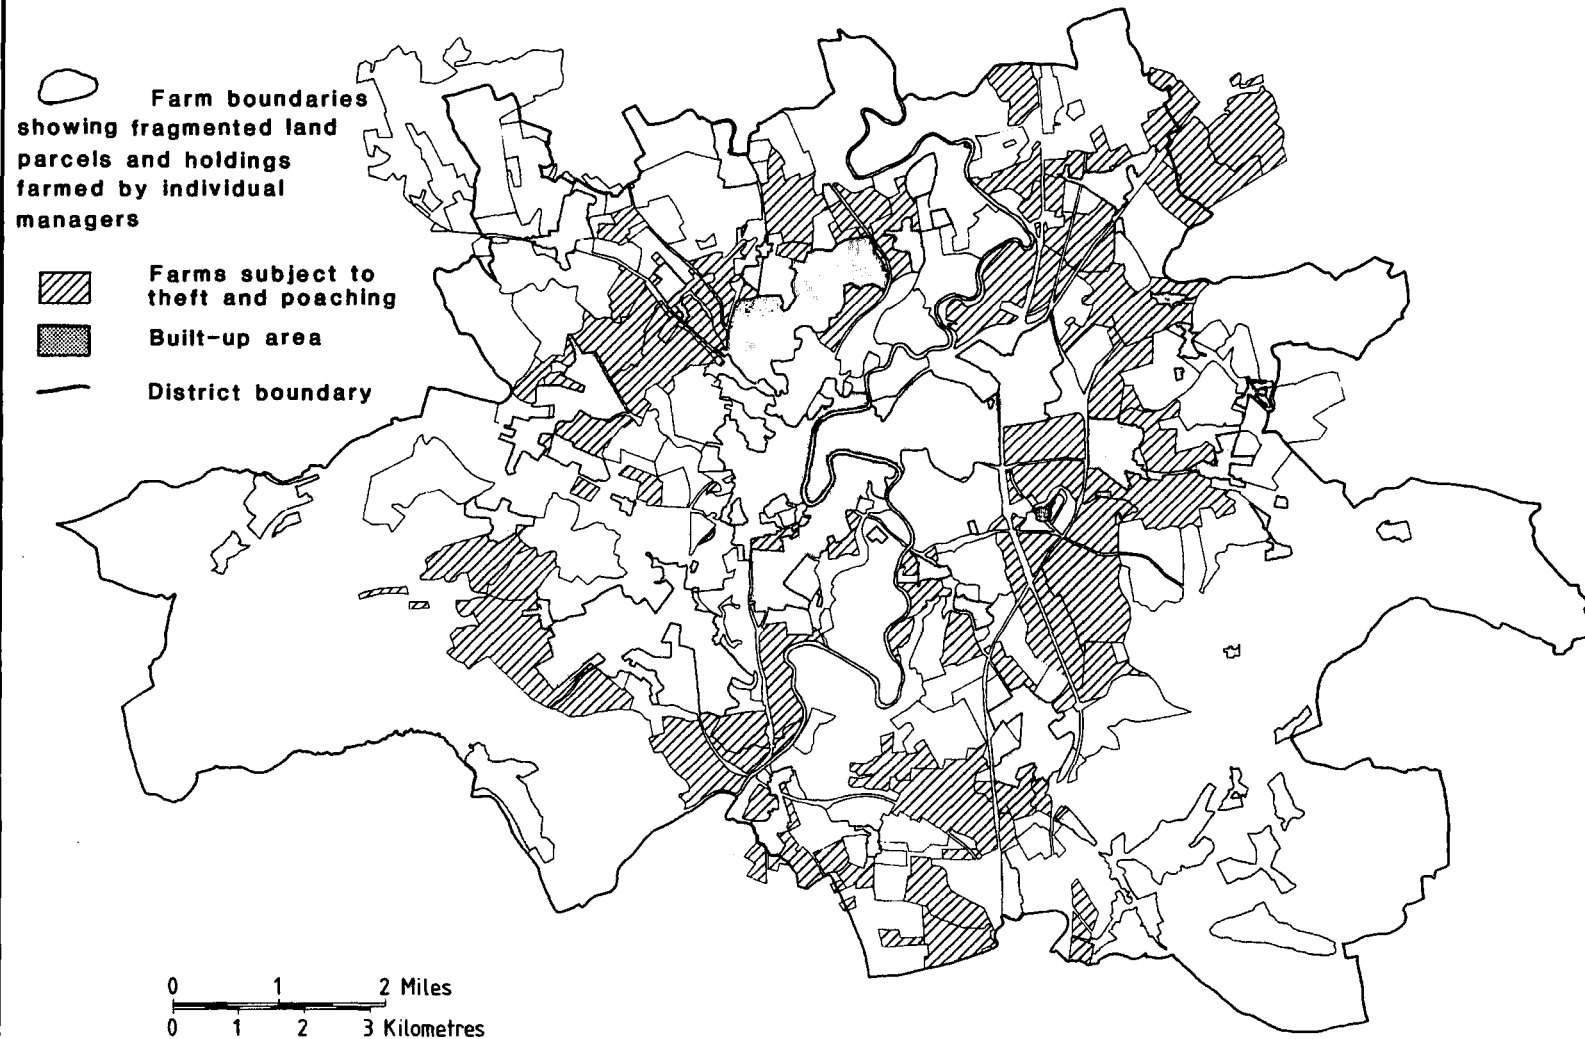 Farm boundaries
showing fragmented land
parcels and holdings
farmed by individual
managers
Farms subject to
theft and poaching
Built-up area
District boundary
0 1 2 Miles
0 1 2 3 Kilometres